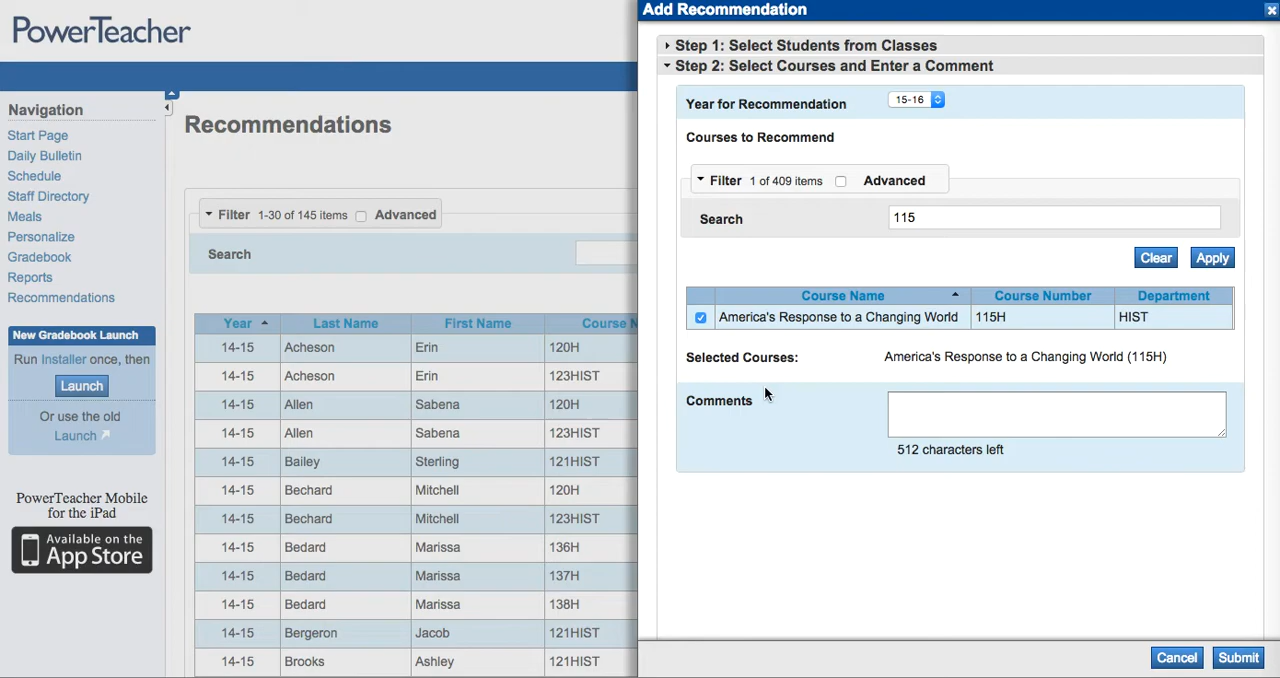 PowerTeacher
Navigation
Start Page
Daily Bulletin
Schedule
Staff Directory
Meals
Personalize
Gradebook
Reports
Recommendations
New Gradebook Launch
Run Installer once, then
Launch
Or use the old
Launch
PowerTeacher Mobile
for the iPad
Available on the
App Store
Recommendations
Filter 1-30 of 145 items Advanced
Search
Year Last Name First Name Course N
14-15 Acheson Erin 120H
14-15 Acheson Erin 123HIST
14-15 Allen Sabena 120H
14-15 Allen Sabena 123HIST
14-15 Bailey Sterling 121HIST
14-15 Bechard Mitchell 120H
14-15 Bechard Mitchell 123HIST
14-15 Bedard Marissa 136H
14-15 Bedard Marissa 137H
14-15 Bedard Marissa 138H
14-15 Bergeron Jacob 121HIST
14-15 Brooks Ashley 121HIST
Add Recommendation
Step 1: Select Students from Classes
Step 2: Select Courses and Enter a Comment
Year for Recommendation 15-16
Courses to Recommend
Filter 1 of 409 items Advanced
Search 115
Clear Apply
Course Name Course Number Department
America's Response to a Changing World 115H HIST
Selected Courses: America's Response to a Changing World (115H)
Comments
512 characters left
Cancel Submit